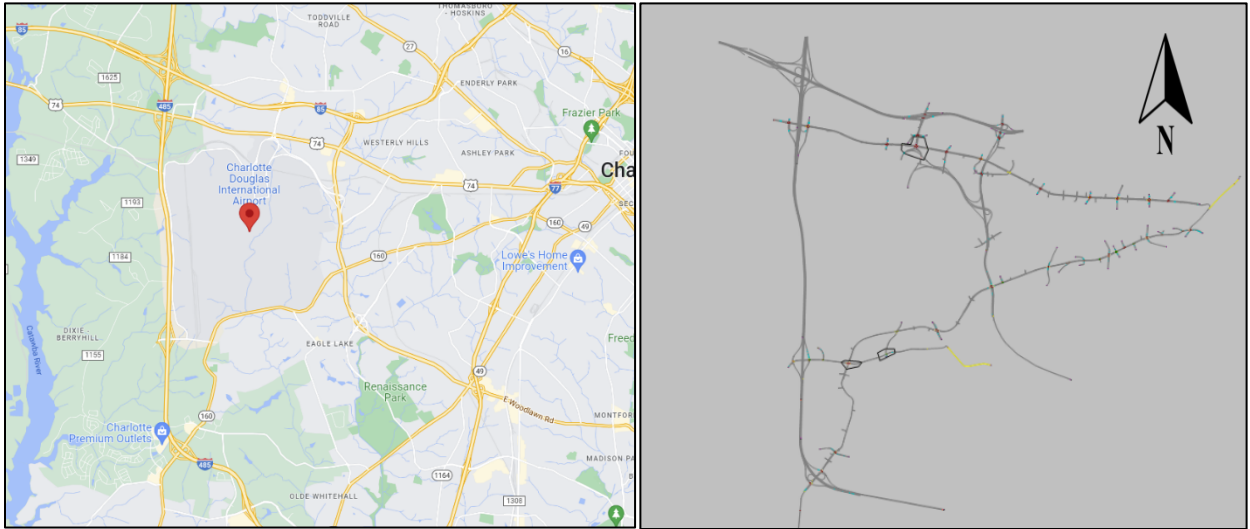 TODDVILLE
ROAD
THOMASBORO
- HOSKINS
85
27
16
1625
ENDERLY PARK
74
485
85
Frazier Park
WESTERLY HILLS
74
ASHLEY PARK
FOU
1349
Charlotte
Douglas
International
Airport
Cha
74
77
SEC
1193
160
49
160
Lowe's Home
Improvement
1184
Catawba River
DIXIE -
BERRYHILL
EAGLE LAKE
Freed
1155
49
Renaissance
Park
E Woodlawn Rd
160
MONTFOR
Charlotte
Premium Outlets
485
1164
MADISON PA
OLDE WHITEHALL
1308
N